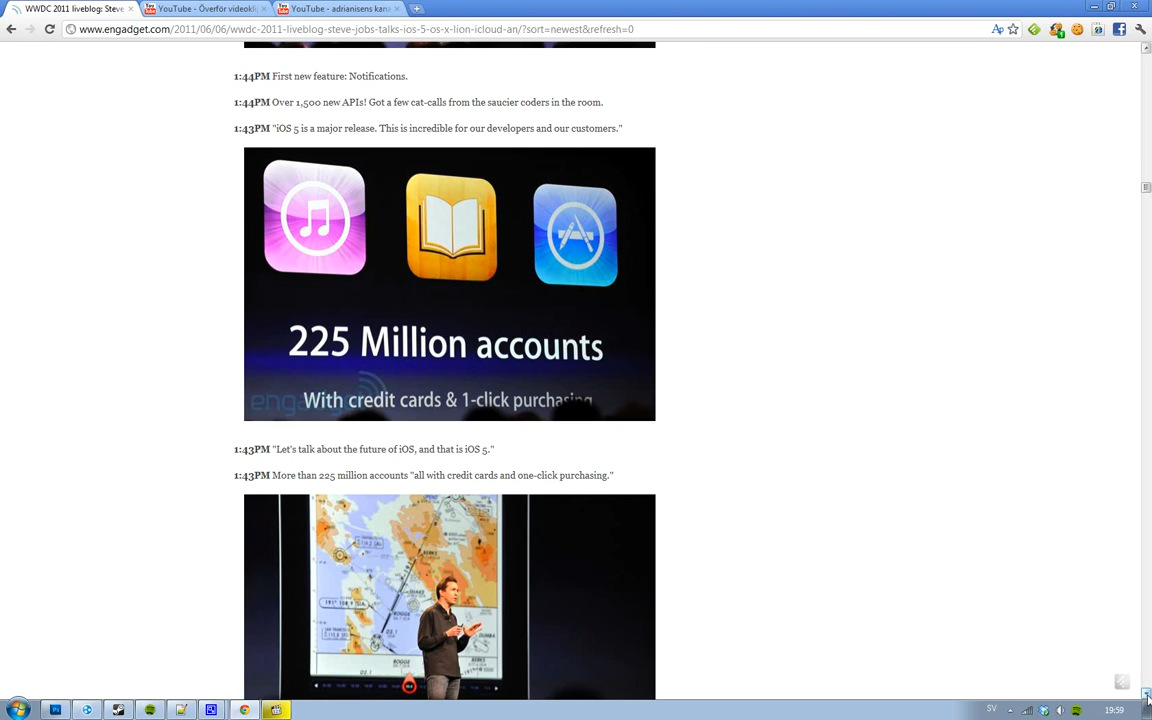 WWDC 2011 liveblog: Steve
YouTube - Överför videokli
YouTube - adrianisens kana
www.engadget.com/2011/06/06/wwdc-2011-liveblog-steve-jobs-talks-ios-5-os-x-lion-icloud-an/?sort=newest&refresh=0
1:44PM First new feature: Notifications.
1:44PM Over 1,500 new APIs! Got a few cat-calls from the saucier coders in the room.
1:43PM "iOS 5 is a major release. This is incredible for our developers and our customers."
225 Million accounts
With credit cards & 1-click purchasing
engadget
1:43PM "Let's talk about the future of iOS, and that is iOS 5."
1:43PM More than 225 million accounts "all with credit cards and one-click purchasing."
SV
19:59